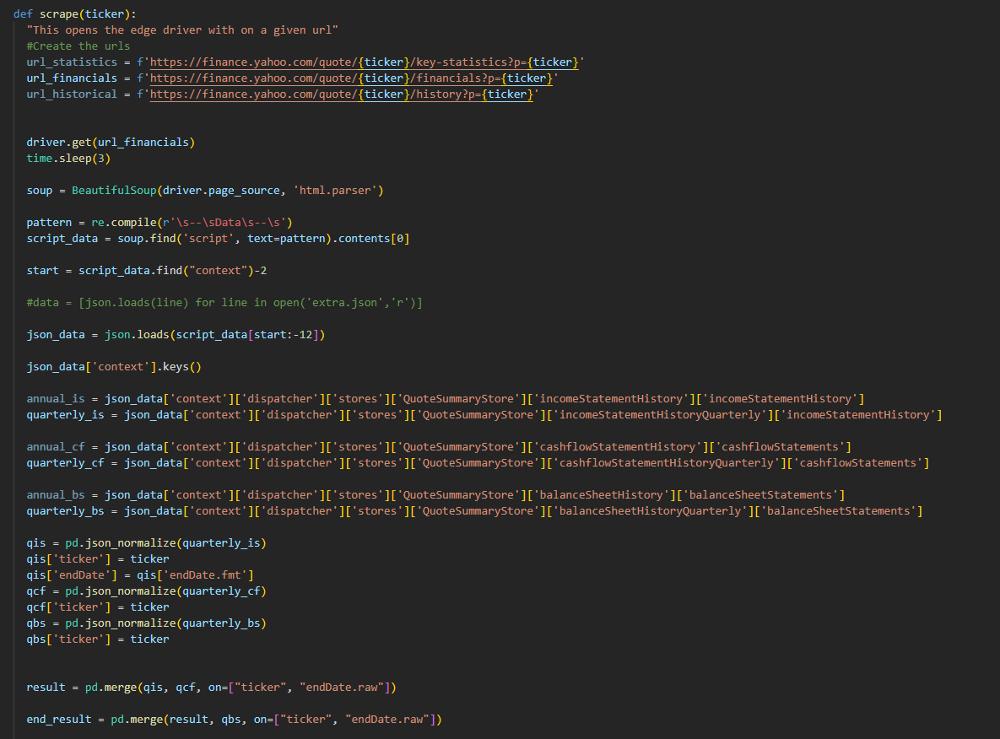 def scrape(ticker):
"This opens the edge driver with on a given url"
#Create the urls
url_statistics = f'https://finance.yahoo.com/quote/{ticker}/key-statistics?p={ticker}'
url_financials = f'https://finance.yahoo.com/quote/{ticker}/financials?p={ticker}'
url_historical = f'https://finance.yahoo.com/quote/{ticker}/history?p={ticker}'
driver.get(url_financials)
time.sleep(3)
soup = BeautifulSoup(driver.page_source, 'html.parser')
pattern = re.compile(r'\s--\sData\s--\s')
script_data = soup.find('script', text=pattern).contents[0]
start = script_data.find("context")-2
#data = [json.loads(line) for line in open('extra.json','r')]
json_data = json.loads(script_data[start:-12])
json_data['context'].keys()
annual_is = json_data['context']['dispatcher']['stores']['QuoteSummaryStore']['incomeStatementHistory']['incomeStatementHistory']
quarterly_is = json_data['context']['dispatcher']['stores']['QuoteSummaryStore']['incomeStatementHistoryQuarterly']['incomeStatementHistory']
annual_cf = json_data['context']['dispatcher']['stores']['QuoteSummaryStore']['cashflowStatementHistory']['cashflowStatements']
quarterly_cf = json_data['context']['dispatcher']['stores']['QuoteSummaryStore']['cashflowStatementHistoryQuarterly']['cashflowStatements']
annual_bs = json_data['context']['dispatcher']['stores']['QuoteSummaryStore']['balanceSheetHistory']['balanceSheetStatements']
quarterly_bs = json_data['context']['dispatcher']['stores']['QuoteSummaryStore']['balanceSheetHistoryQuarterly']['balanceSheetStatements']
qis = pd.json_normalize(quarterly_is)
qis['ticker'] = ticker
qis['endDate'] = qis['endDate.fmt']
qcf = pd.json_normalize(quarterly_cf)
qcf['ticker'] = ticker
qbs = pd.json_normalize(quarterly_bs)
qbs['ticker'] = ticker
result = pd.merge(qis, qcf, on=["ticker", "endDate.raw"])
end_result = pd.merge(result, qbs, on=["ticker", "endDate.raw"])